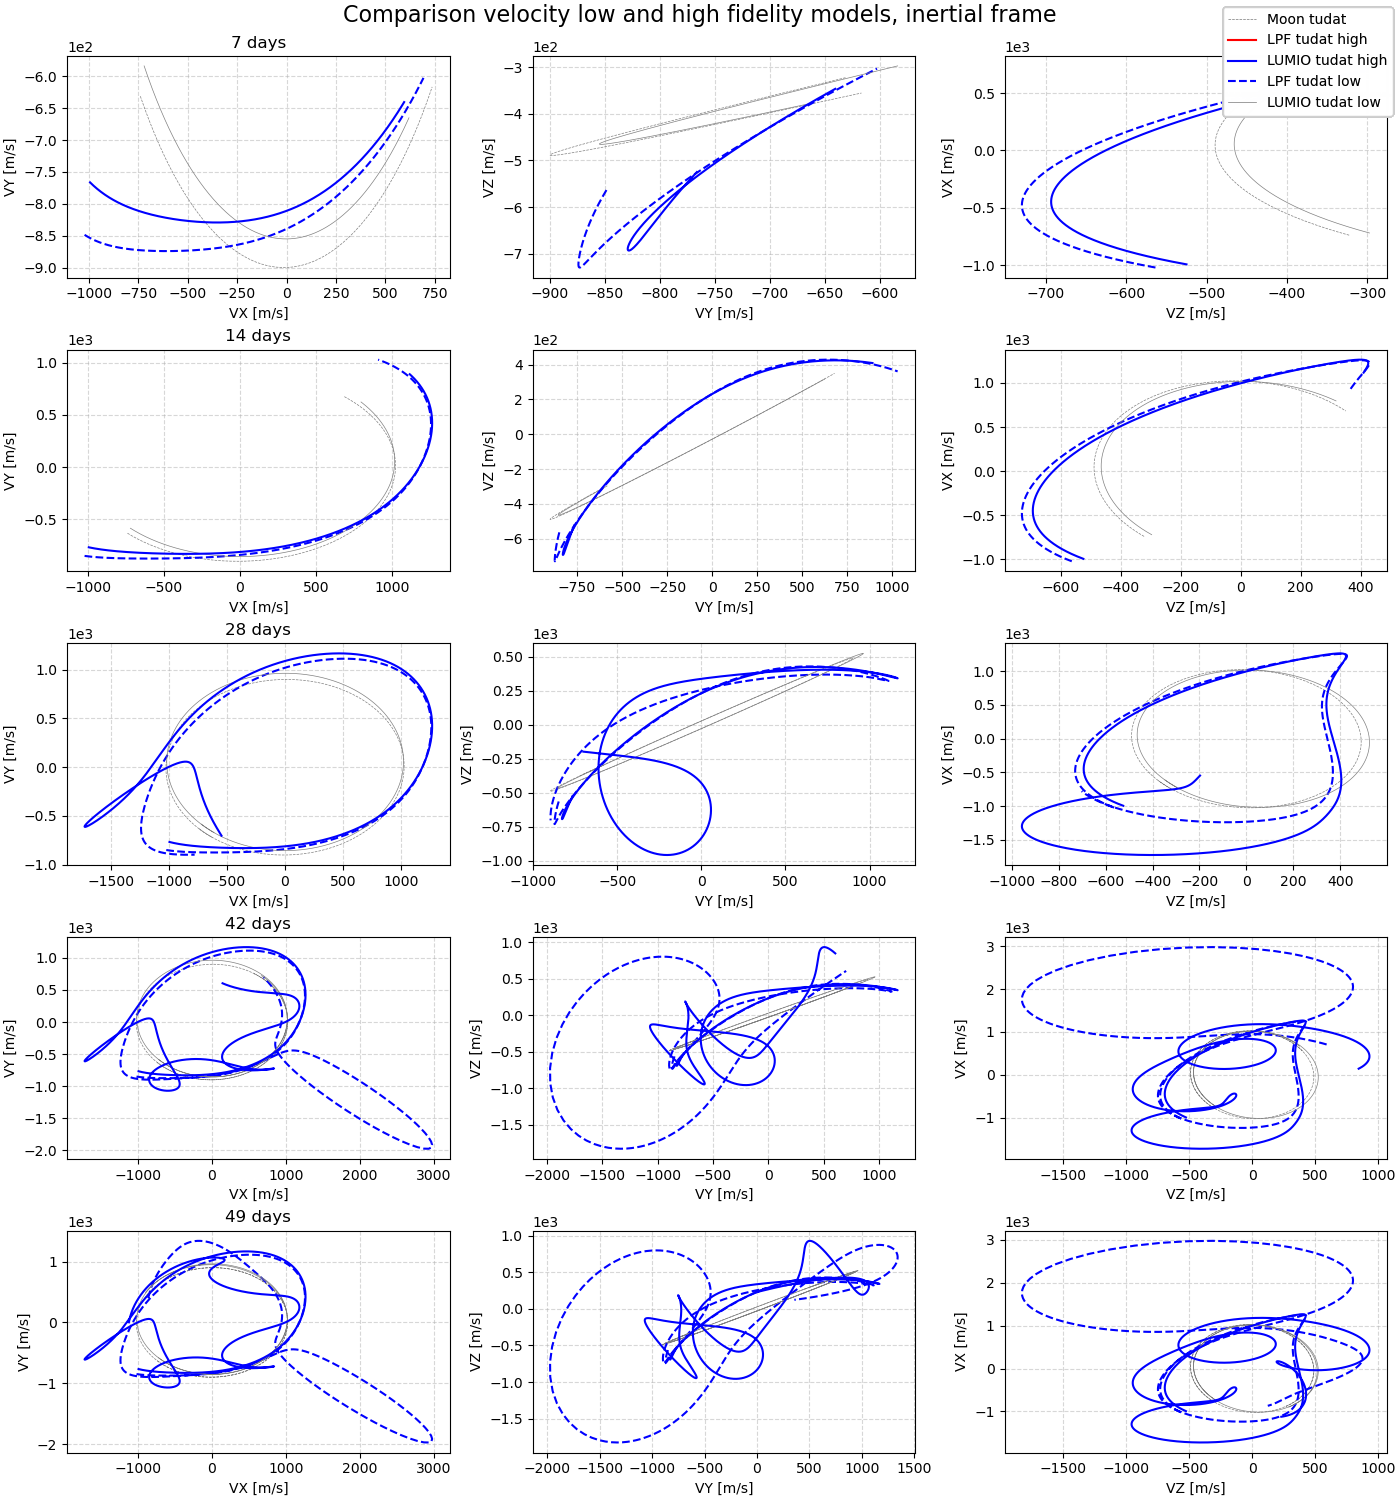 Comparison velocity low and high fidelity models, inertial frame
Moon tudat
LPF tudat high
LUMIO tudat high
LPF tudat low
LUMIO tudat low
7 days
1e2
−6.0
−6.5
−7.0
−7.5
−8.0
−8.5
−9.0
VY [m/s]
−1000 −750 −500 −250 0 250 500 750
VX [m/s]
1e2
−3
−4
−5
−6
−7
VZ [m/s]
−900 −850 −800 −750 −700 −650 −600
VY [m/s]
1e3
0.5
0.0
−0.5
−1.0
VX [m/s]
−700 −600 −500 −400 −300
VZ [m/s]
14 days
1e3
1.0
0.5
0.0
−0.5
VY [m/s]
−1000 −500 0 500 1000
VX [m/s]
1e2
4
2
0
−2
−4
−6
VZ [m/s]
−750 −500 −250 0 250 500 750 1000
VY [m/s]
1e3
1.0
0.5
0.0
−0.5
−1.0
VX [m/s]
−600 −400 −200 0 200 400
VZ [m/s]
28 days
1e3
1.0
0.5
0.0
−0.5
−1.0
VY [m/s]
−1500 −1000 −500 0 500 1000
VX [m/s]
1e3
0.50
0.25
0.00
−0.25
−0.50
−0.75
−1.00
VZ [m/s]
−1000 −500 0 500 1000
VY [m/s]
1e3
1.0
0.5
0.0
−0.5
−1.0
−1.5
VX [m/s]
−1000 −800 −600 −400 −200 0 200 400
VZ [m/s]
42 days
1e3
1.0
0.5
0.0
−0.5
−1.0
−1.5
−2.0
VY [m/s]
−1000 0 1000 2000 3000
VX [m/s]
1e3
1.0
0.5
0.0
−0.5
−1.0
−1.5
VZ [m/s]
−2000 −1500 −1000 −500 0 500 1000
VY [m/s]
1e3
3
2
1
0
−1
VX [m/s]
−1500 −1000 −500 0 500 1000
VZ [m/s]
49 days
1e3
1
0
−1
−2
VY [m/s]
−1000 0 1000 2000 3000
VX [m/s]
1e3
1.0
0.5
0.0
−0.5
−1.0
−1.5
VZ [m/s]
−2000 −1500 −1000 −500 0 500 1000 1500
VY [m/s]
1e3
3
2
1
0
−1
VX [m/s]
−1500 −1000 −500 0 500 1000
VZ [m/s]